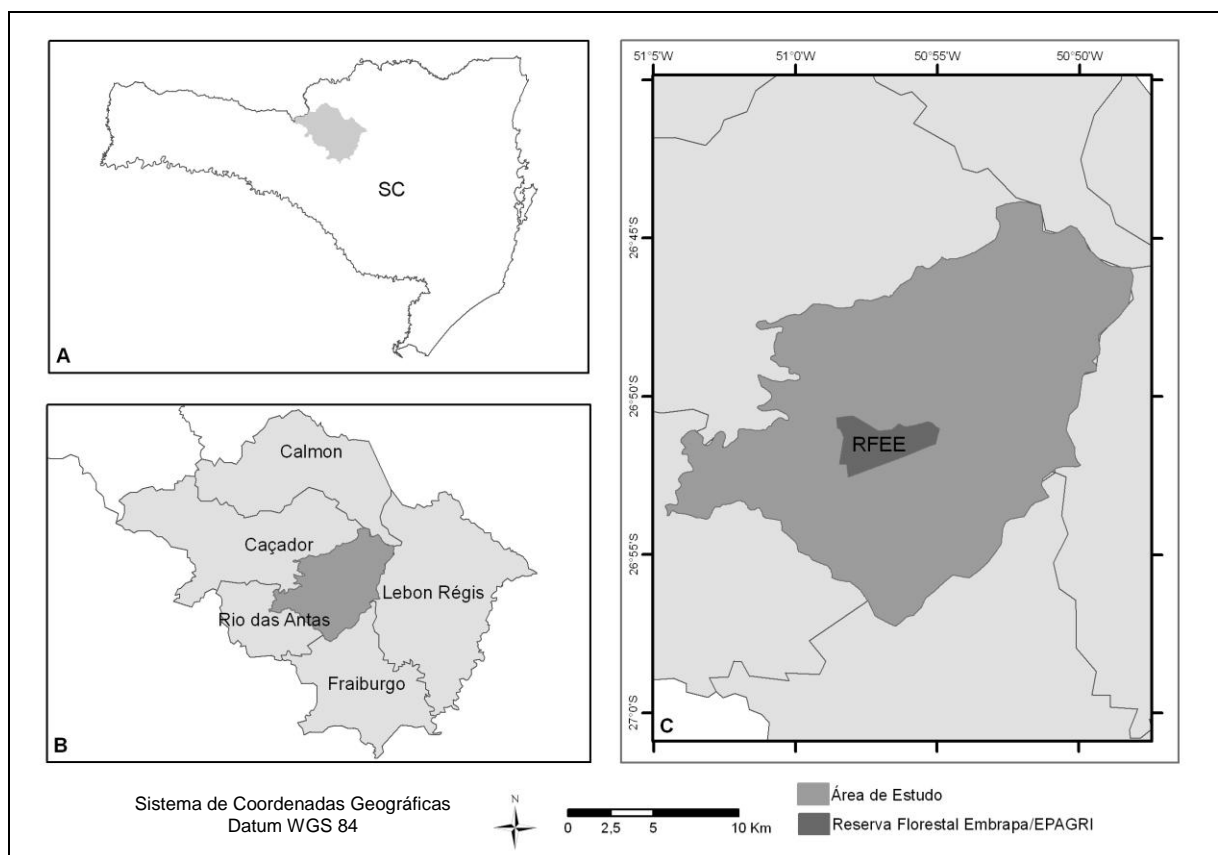 A
SC
B
Calmon
Caçador
Lebon Régis
Rio das Antas
Fraiburgo
51°5'W 51°0'W 50°55'W 50°50'W
26°45'S
26°50'S
26°55'S
27°0'S
RFEE
C
Sistema de Coordenadas Geográficas
Datum WGS 84
N
0 2,5 5 10 Km
Área de Estudo
Reserva Florestal Embrapa/EPAGRI